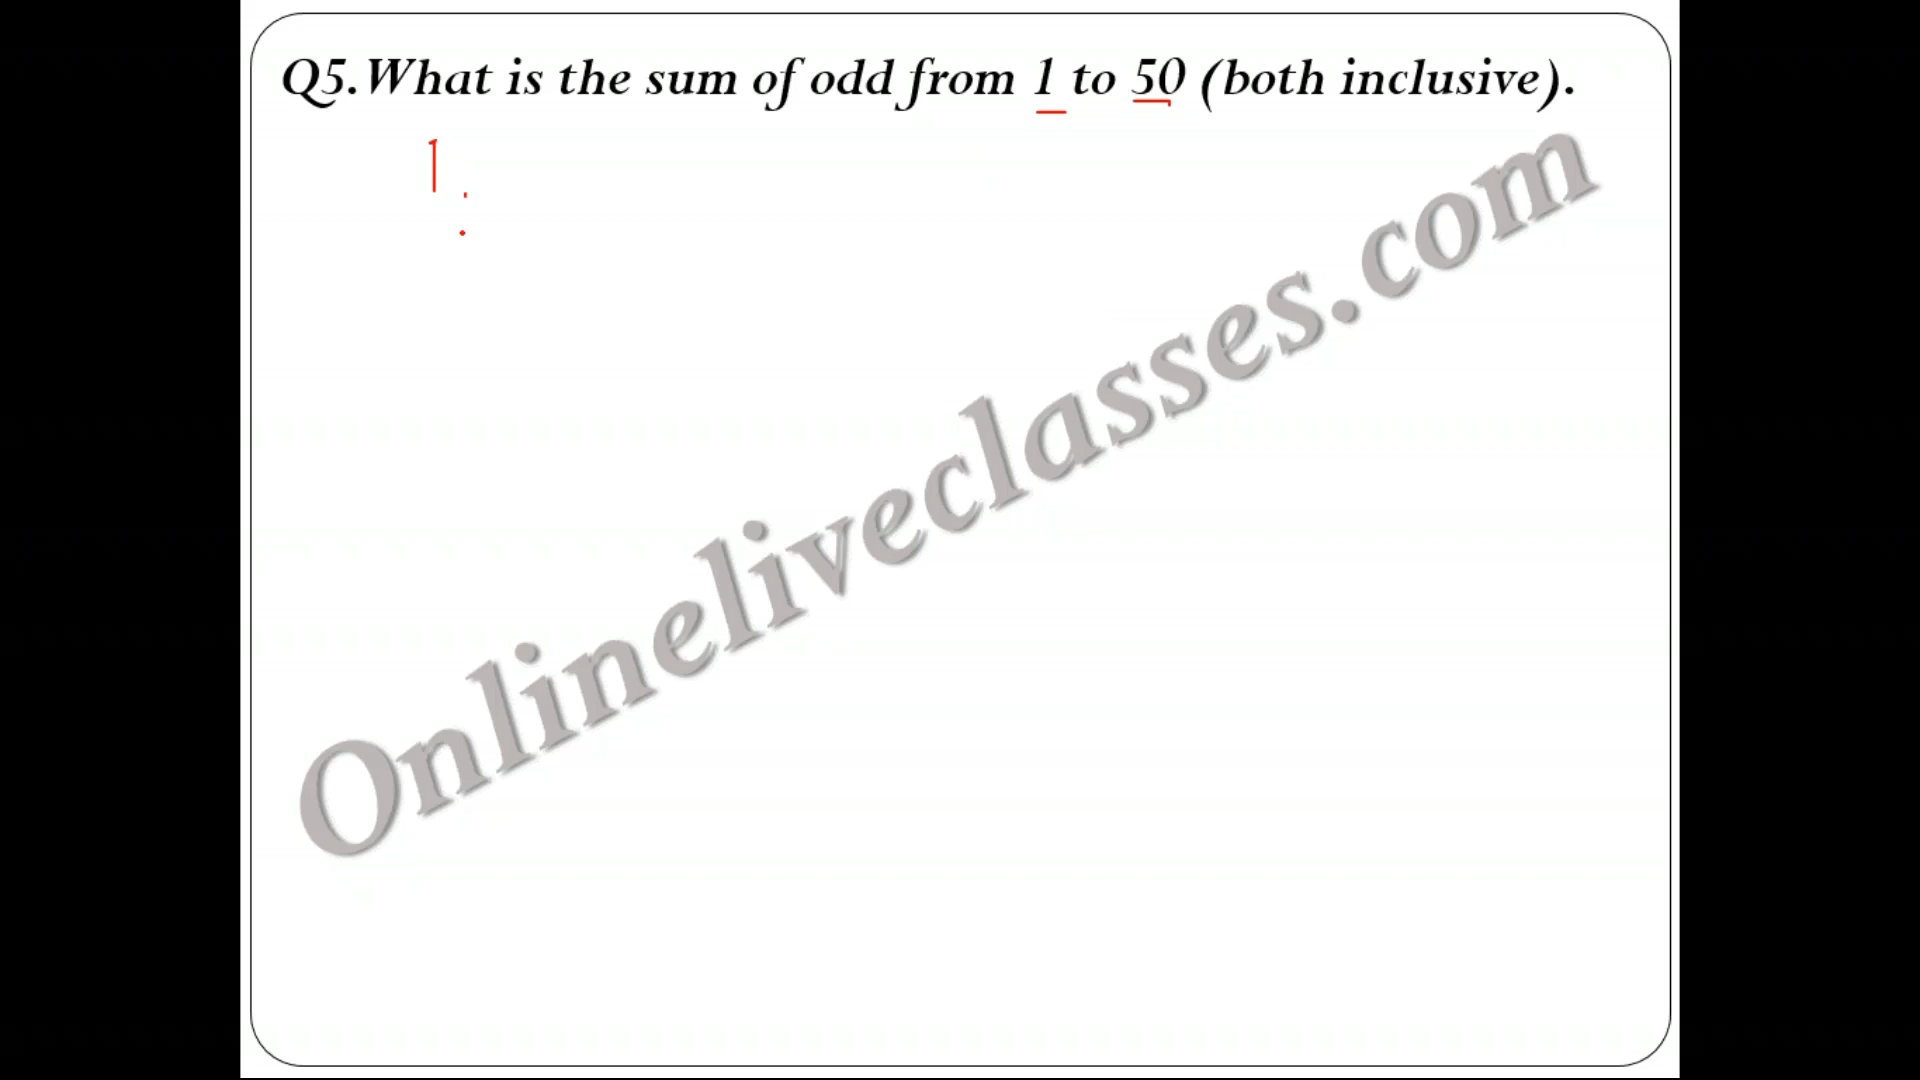 Q5.What is the sum of odd from 1 to 50 (both inclusive).
1
Onlineliveclasses.com